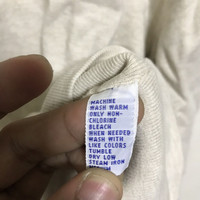 MACHINE
WASH WARM
ONLY NON-
CHLORINE
BLEACH
WHEN NEEDED
WASH WITH
LIKE COLORS
TUMBLE
DRY LOW
STEAM IRON